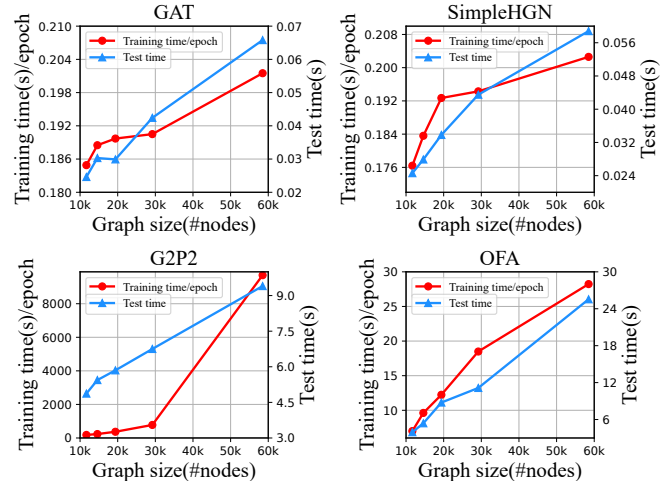 GAT
Training time(s)/epoch
0.210
0.204
0.198
0.192
0.186
0.180
Training time/epoch
Test time
0.07
0.06
0.05
0.04
0.03
0.02
Test time(s)
10k 20k 30k 40k 50k 60k
Graph size(#nodes)
SimpleHGN
Training time(s)/epoch
0.208
0.200
0.192
0.184
0.176
Training time/epoch
Test time
0.056
0.048
0.040
0.032
0.024
Test time(s)
10k 20k 30k 40k 50k 60k
Graph size(#nodes)
G2P2
Training time(s)/epoch
8000
6000
4000
2000
0
Training time/epoch
Test time
9.0
7.5
6.0
4.5
3.0
Test time(s)
10k 20k 30k 40k 50k 60k
Graph size(#nodes)
OFA
Training time(s)/epoch
30
25
20
15
10
Training time/epoch
Test time
30
24
18
12
6
Test time(s)
10k 20k 30k 40k 50k 60k
Graph size(#nodes)